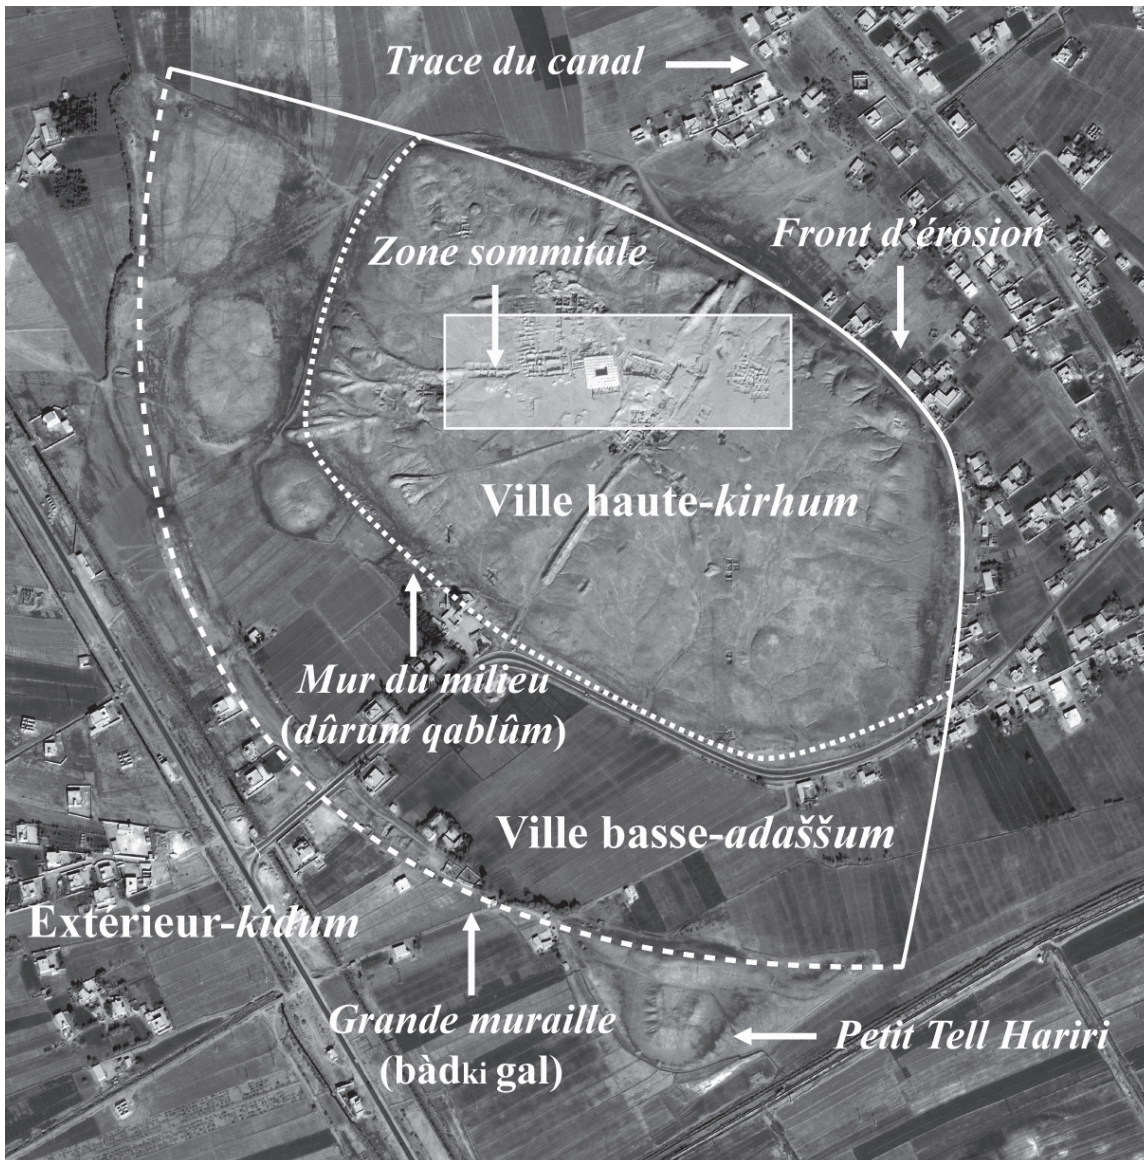 Trace du canal
Front d’érosion
Zone sommitale
Ville haute-kirhum
Mur du milieu
(dûrum qablûm)
Ville basse-adaššum
Extérieur-kîdum
Grande muraille
(bàdki gal)
Petit Tell Hariri